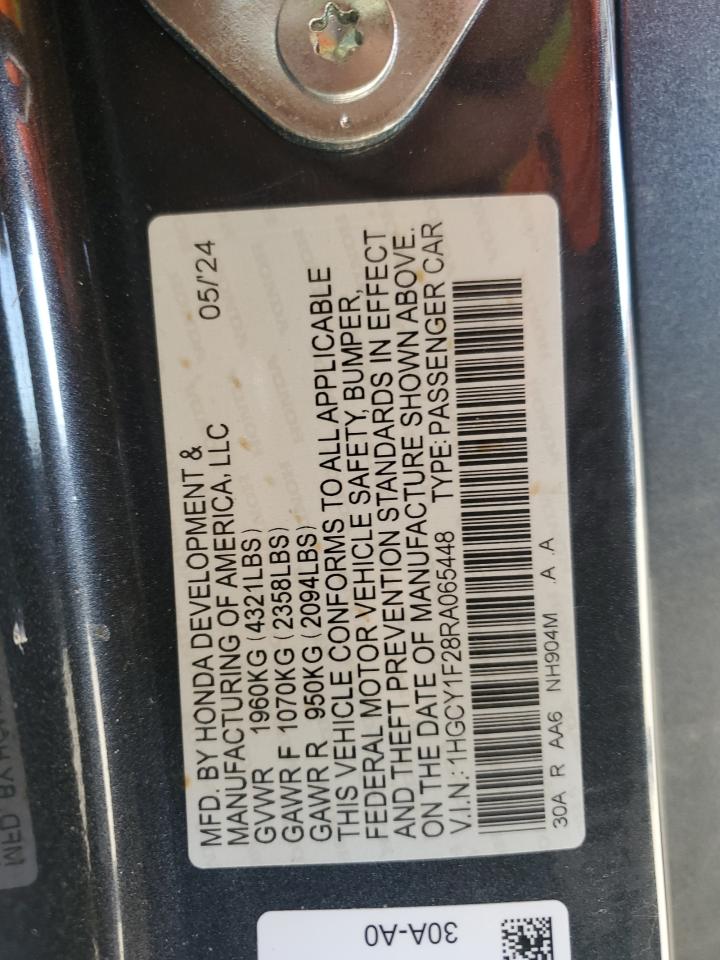 MFD. BY HONDA DEVELOPMENT &
MANUFACTURING OF AMERICA, LLC 05/'24
GVWR 1960KG (4321LBS)
GAWR F 1070KG (2358LBS)
GAWR R 950KG (2094LBS)
THIS VEHICLE CONFORMS TO ALL APPLICABLE
FEDERAL MOTOR VEHICLE SAFETY, BUMPER,
AND THEFT PREVENTION STANDARDS IN EFFECT
ON THE DATE OF MANUFACTURE SHOWN ABOVE.
V.I.N.: 1HGCY1F28RA065448 TYPE: PASSENGER CAR
30A R AA6 NH904M .A .A
30A-A0